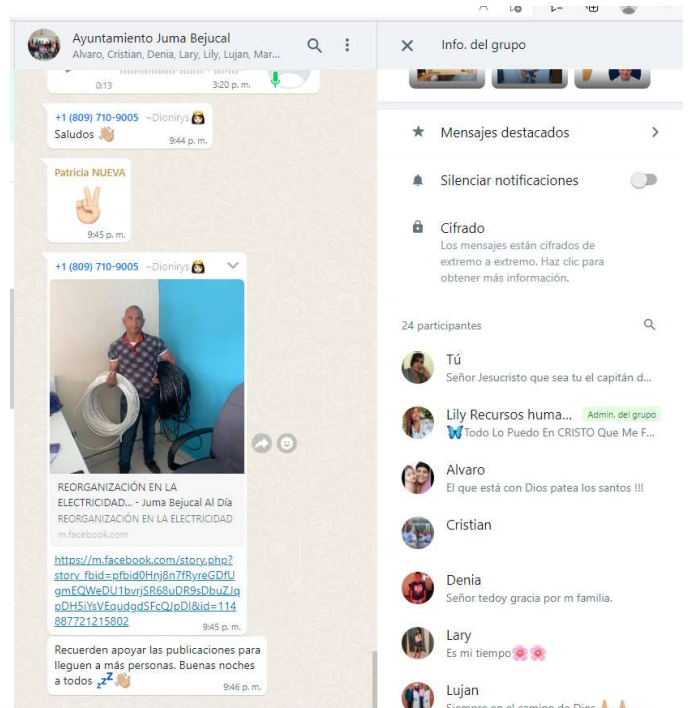 Ayuntamiento Juma Bejucal
Alvaro, Cristian, Denia, Lary, Lily, Lujan, Mar...
0:13
3:20 p. m.
+1 (809) 710-9005 ~Dionirys👸🏻
Saludos 👋🏻
9:44 p. m.
Patricia NUEVA
✌🏻
9:45 p. m.
+1 (809) 710-9005 ~Dionirys👸🏻
REORGANIZACIÓN EN LA
ELECTRICIDAD... - Juma Bejucal Al Día
REORGANIZACIÓN EN LA ELECTRICIDAD
m.facebook.com
https://m.facebook.com/story.php?
story_fbid=pfbid0Hnj8n7fRyreGDfU
gmEQWeDU1bvrjSR68uDR9sDbuZJq
pDH5iYsVEqudgdSFcQJpDl&id=114
887721215802
9:45 p. m.
Recuerden apoyar las publicaciones para
lleguen a más personas. Buenas noches
a todos 💤👋🏻
9:46 p. m.
Info. del grupo
Mensajes destacados
Silenciar notificaciones
Cifrado
Los mensajes están cifrados de
extremo a extremo. Haz clic para
obtener más información.
24 participantes
Tú
Señor Jesucristo que sea tu el capitán d...
Lily Recursos huma...
Admin. del grupo
🦋Todo Lo Puedo En CRISTO Que Me F...
Alvaro
El que está con Dios patea los santos !!!
Cristian
Denia
Señor tedoy gracia por m familia.
Lary
Es mi tiempo🌸🌸
Lujan
Siempre en el camino de Dios